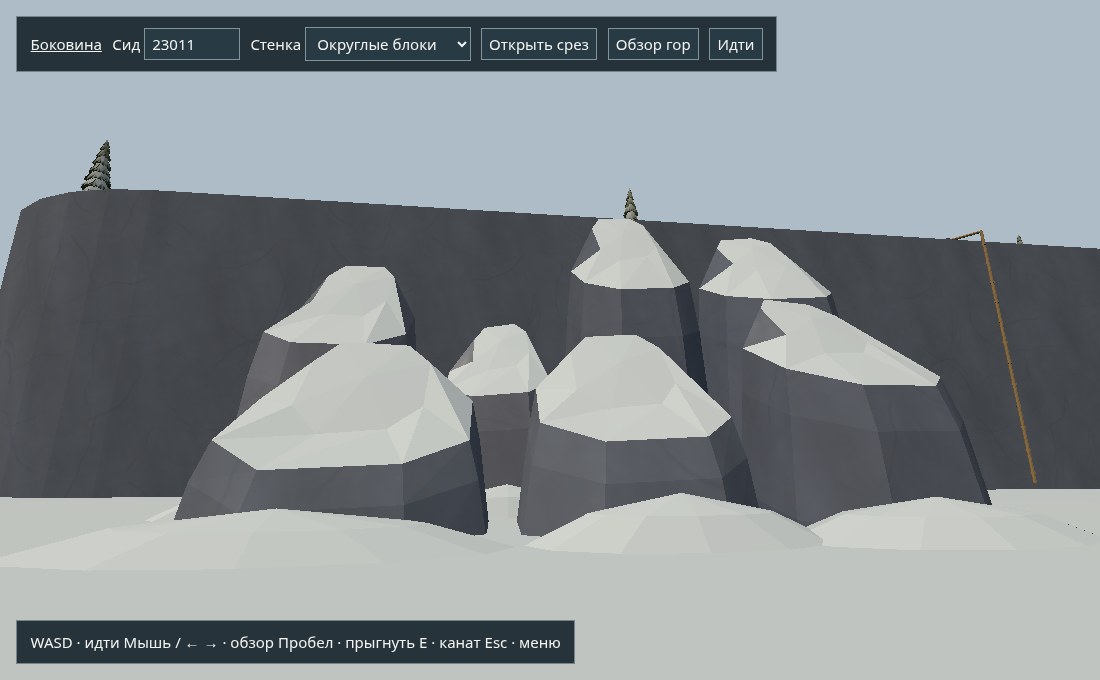 Боковина Сид 23011 Стенка Округлые блоки Открыть срез Обзор гор Идти
WASD · идти Мышь / ← → · обзор Пробел · прыгнуть E · канат Esc · меню